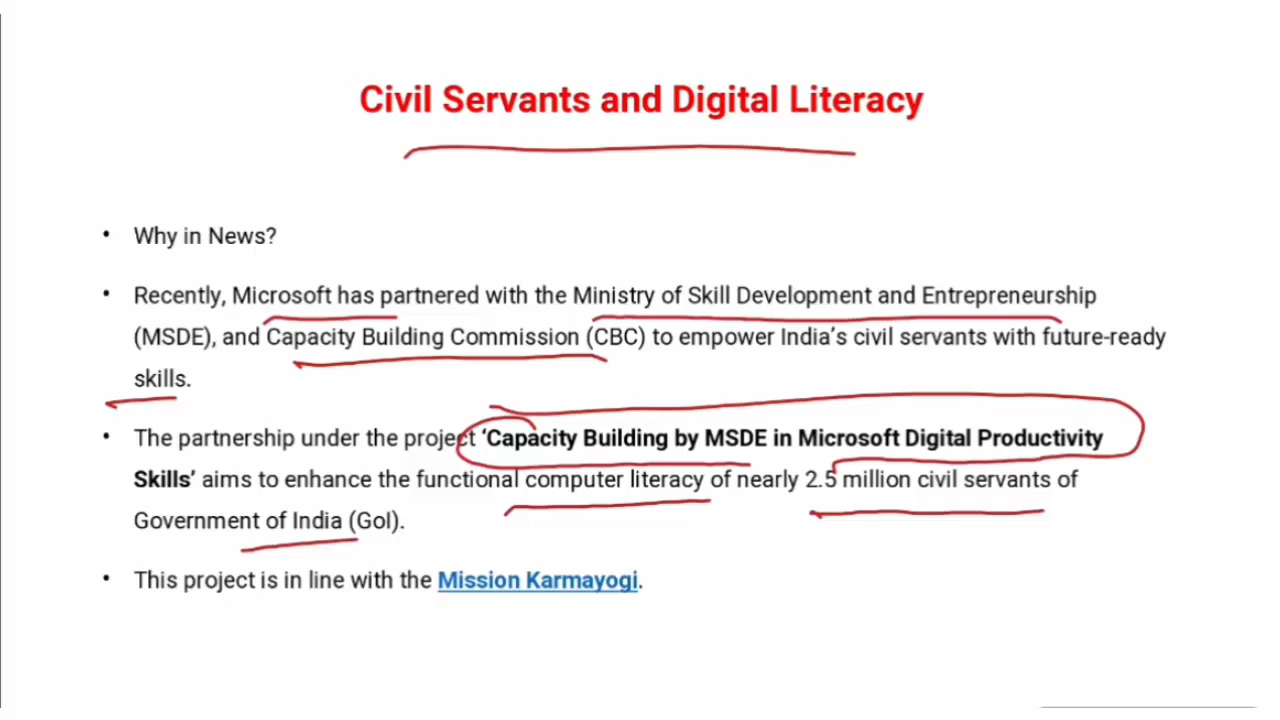 Civil Servants and Digital Literacy
• Why in News?
• Recently, Microsoft has partnered with the Ministry of Skill Development and Entrepreneurship
(MSDE), and Capacity Building Commission (CBC) to empower India’s civil servants with future-ready
skills.
• The partnership under the project ‘Capacity Building by MSDE in Microsoft Digital Productivity
Skills’ aims to enhance the functional computer literacy of nearly 2.5 million civil servants of
Government of India (GoI).
• This project is in line with the Mission Karmayogi.